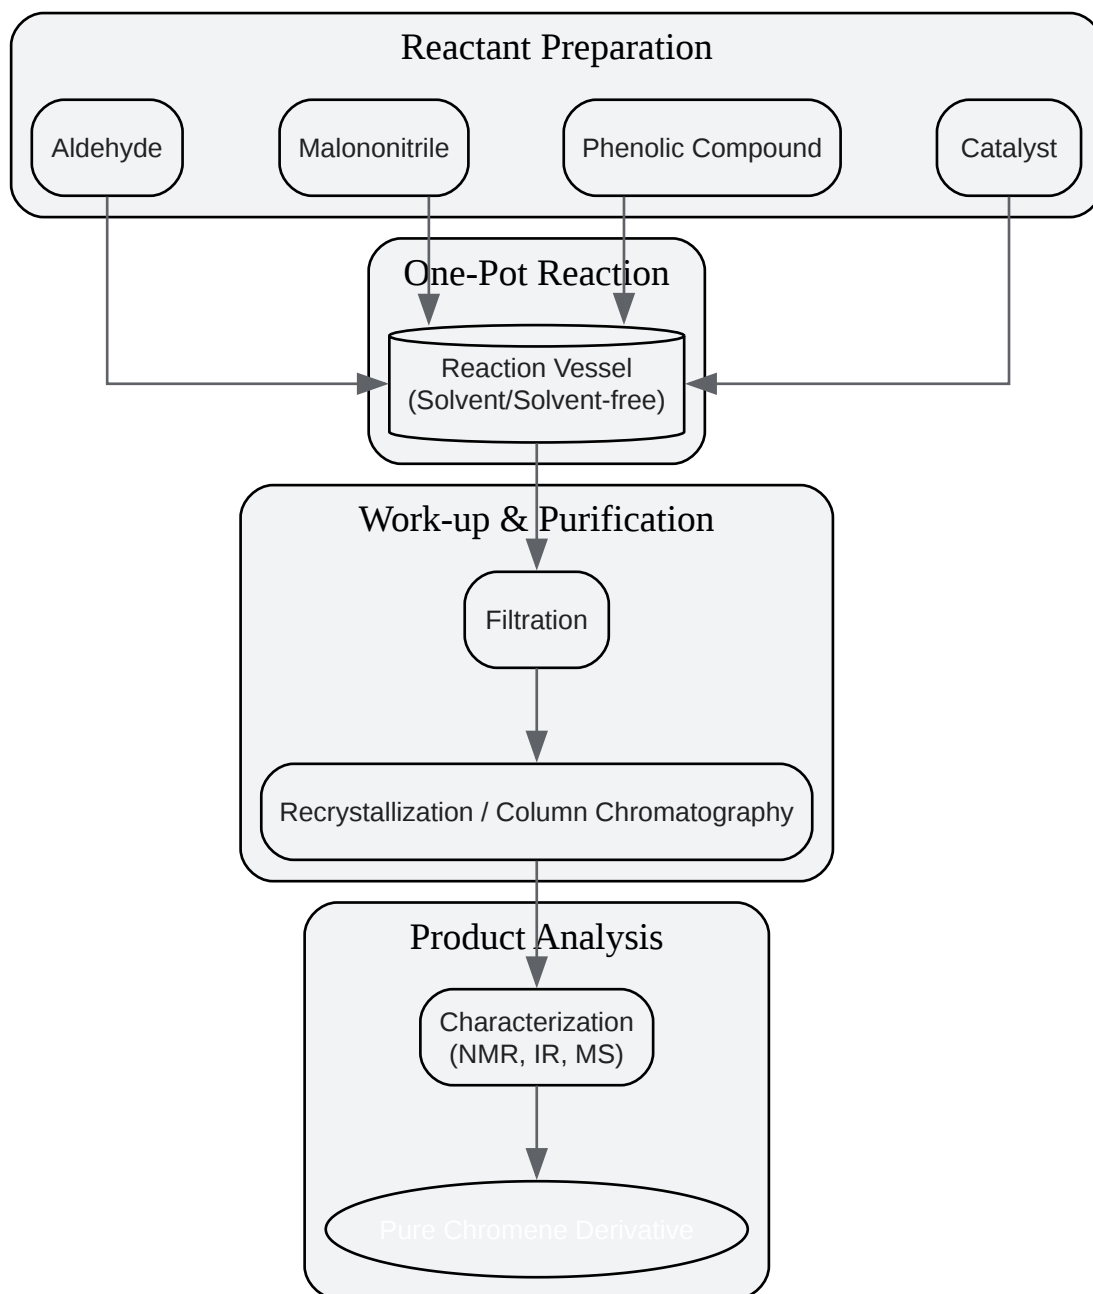 Reactant Preparation
Aldehyde
Malononitrile
Phenolic Compound
Catalyst
One-Pot Reaction
Reaction Vessel
(Solvent/Solvent-free)
Work-up & Purification
Filtration
Recrystallization / Column Chromatography
Product Analysis
Characterization
(NMR, IR, MS)
Pure Chromene Derivative